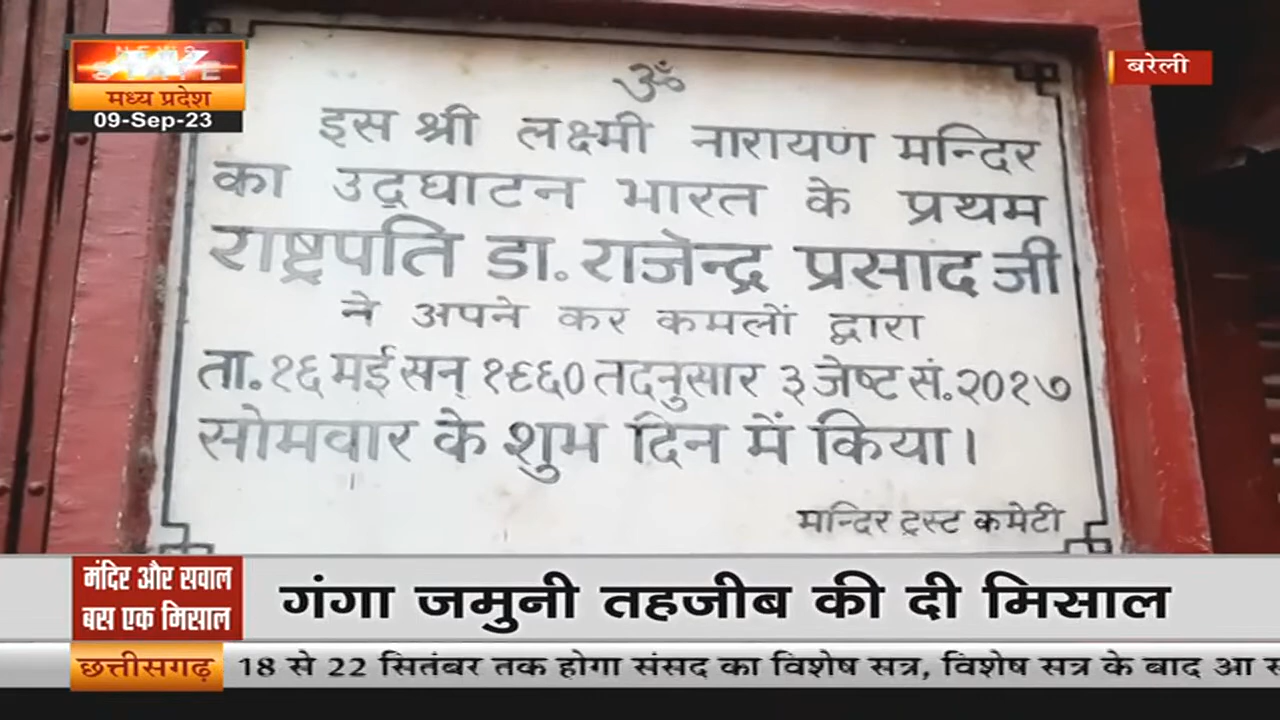 NEWS
STATE
मध्य प्रदेश
09-Sep-23
बरेली
ॐ
इस श्री लक्ष्मी नारायण मन्दिर
का उद्घाटन भारत के प्रथम
राष्ट्रपति डा. राजेन्द्र प्रसाद जी
ने अपने कर कमलों द्वारा
ता. १६ मई सन् १९६० तदनुसार ३ जेष्ट सं. २०१७
सोमवार के शुभ दिन में किया।
मन्दिर ट्रस्ट कमेटी
मंदिर और सवाल
बस एक मिसाल
गंगा जमुनी तहजीब की दी मिसाल
छत्तीसगढ़ 18 से 22 सितंबर तक होगा संसद का विशेष सत्र, विशेष सत्र के बाद आ